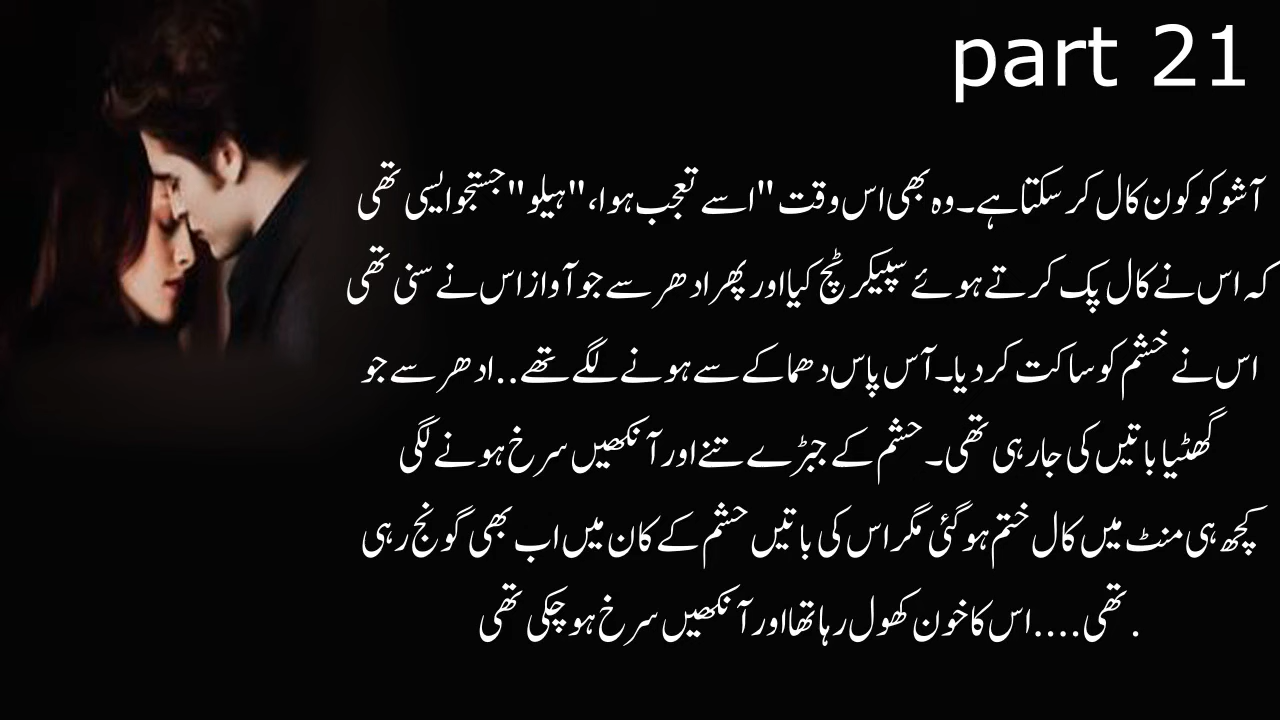 part 21
آشو کو کون کال کر سکتا ہے۔ وہ بھی اس وقت "اسے تعجب ہوا، "ہیلو" جستجو ایسی تھی
کہ اس نے کال پک کرتے ہوئے سپیکر ٹچ کیا اور پھر ادھر سے جو آواز اس نے سنی تھی
اس نے خشم کو ساکت کر دیا۔ آس پاس دھماکے سے ہونے لگے تھے..ادھر سے جو
گھٹیا باتیں کی جا رہی تھی۔ حشم کے جبڑے تنے اور آنکھیں سرخ ہونے لگی
کچھ ہی منٹ میں کال ختم ہو گئی مگر اس کی باتیں حشم کے کان میں اب بھی گونج رہی
تھی....اس کا خون کھول رہا تھا اور آنکھیں سرخ ہو چکی تھی .